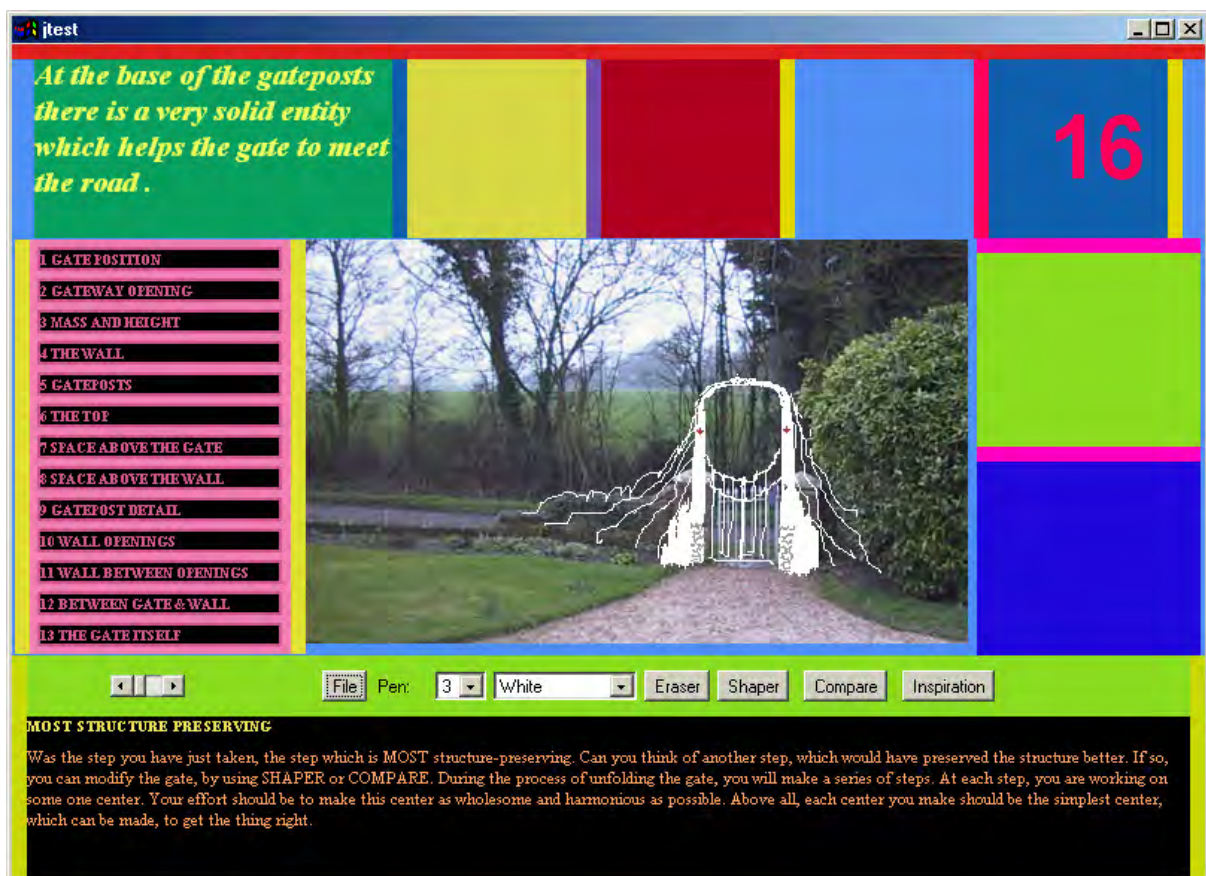 jtest
At the base of the gateposts
there is a very solid entity
which helps the gate to meet
the road .
16
1 GATE POSITION
2 GATEWAY OPENING
3 MASS AND HEIGHT
4 THE WALL
5 GATEPOSTS
6 THE TOP
7 SPACE ABOVE THE GATE
8 SPACE ABOVE THE WALL
9 GATEPOST DETAIL
10 WALL OPENINGS
11 WALL BETWEEN OPENINGS
12 BETWEEN GATE & WALL
13 THE GATE ITSELF
File Pen: 3 White Eraser Shaper Compare Inspiration
MOST STRUCTURE PRESERVING
Was the step you have just taken, the step which is MOST structure-preserving. Can you think of another step, which would have preserved the structure better. If so,
you can modify the gate, by using SHAPER or COMPARE. During the process of unfolding the gate, you will make a series of steps. At each step, you are working on
some one center. Your effort should be to make this center as wholesome and harmonious as possible. Above all, each center you make should be the simplest center,
which can be made, to get the thing right.